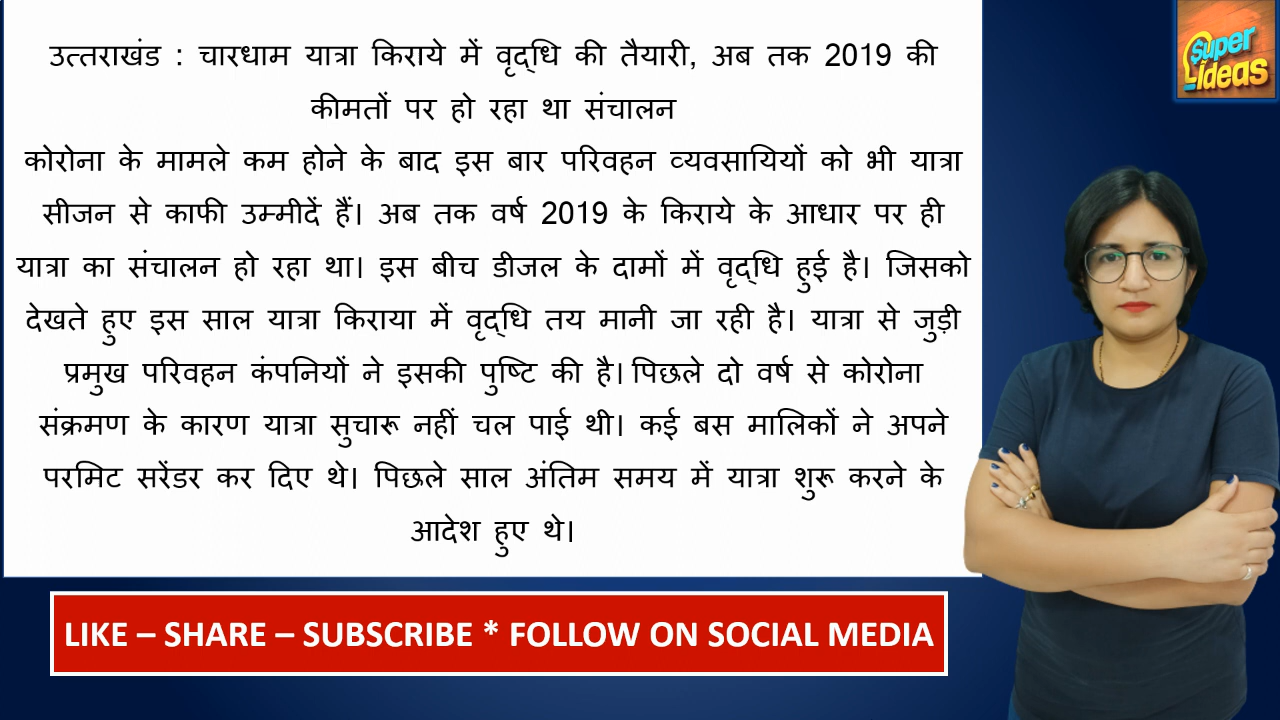 उत्तराखंड : चारधाम यात्रा किराये में वृद्धि की तैयारी, अब तक 2019 की
कीमतों पर हो रहा था संचालन
कोरोना के मामले कम होने के बाद इस बार परिवहन व्यवसायियों को भी यात्रा
सीजन से काफी उम्मीदें हैं। अब तक वर्ष 2019 के किराये के आधार पर ही
यात्रा का संचालन हो रहा था। इस बीच डीजल के दामों में वृद्धि हुई है। जिसको
देखते हुए इस साल यात्रा किराया में वृद्धि तय मानी जा रही है। यात्रा से जुड़ी
प्रमुख परिवहन कंपनियों ने इसकी पुष्टि की है। पिछले दो वर्ष से कोरोना
संक्रमण के कारण यात्रा सुचारू नहीं चल पाई थी। कई बस मालिकों ने अपने
परमिट सरेंडर कर दिए थे। पिछले साल अंतिम समय में यात्रा शुरू करने के
आदेश हुए थे।
LIKE – SHARE – SUBSCRIBE * FOLLOW ON SOCIAL MEDIA
Super
Ideas